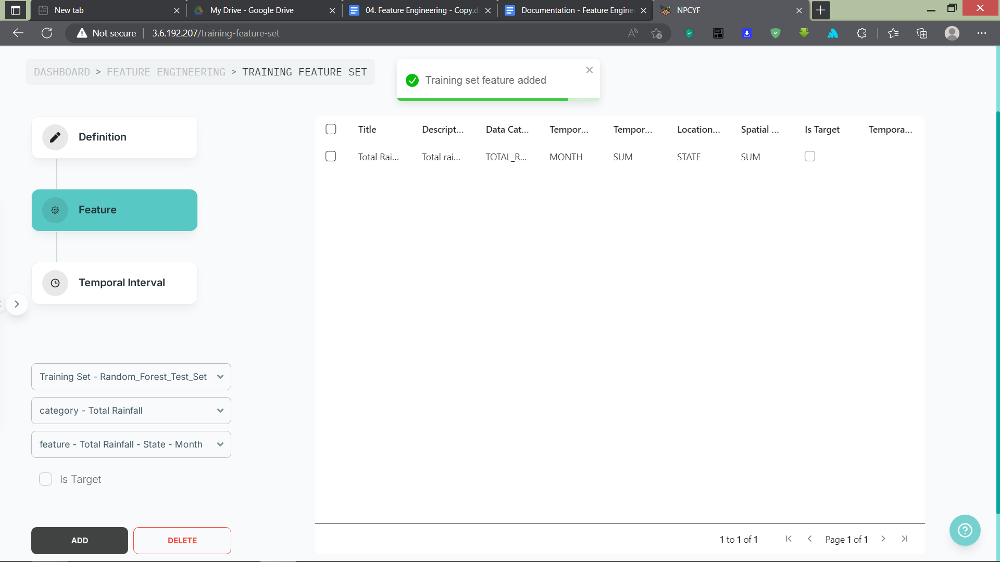 New tab
My Drive - Google Drive
04. Feature Engineering - Copy.d
Documentation - Feature Engine
NPCYF
Not secure
3.6.192.207/training-feature-set
DASHBOARD > FEATURE ENGINEERING > TRAINING FEATURE SET
Training set feature added
Definition
Feature
Temporal Interval
Title Descript... Data Cat... Tempor... Tempor... Location... Spatial ... Is Target Tempora...
Total Rai... Total rai... TOTAL_R... MONTH SUM STATE SUM
Training Set - Random_Forest_Test_Set
category - Total Rainfall
feature - Total Rainfall - State - Month
Is Target
ADD
DELETE
1 to 1 of 1
Page 1 of 1